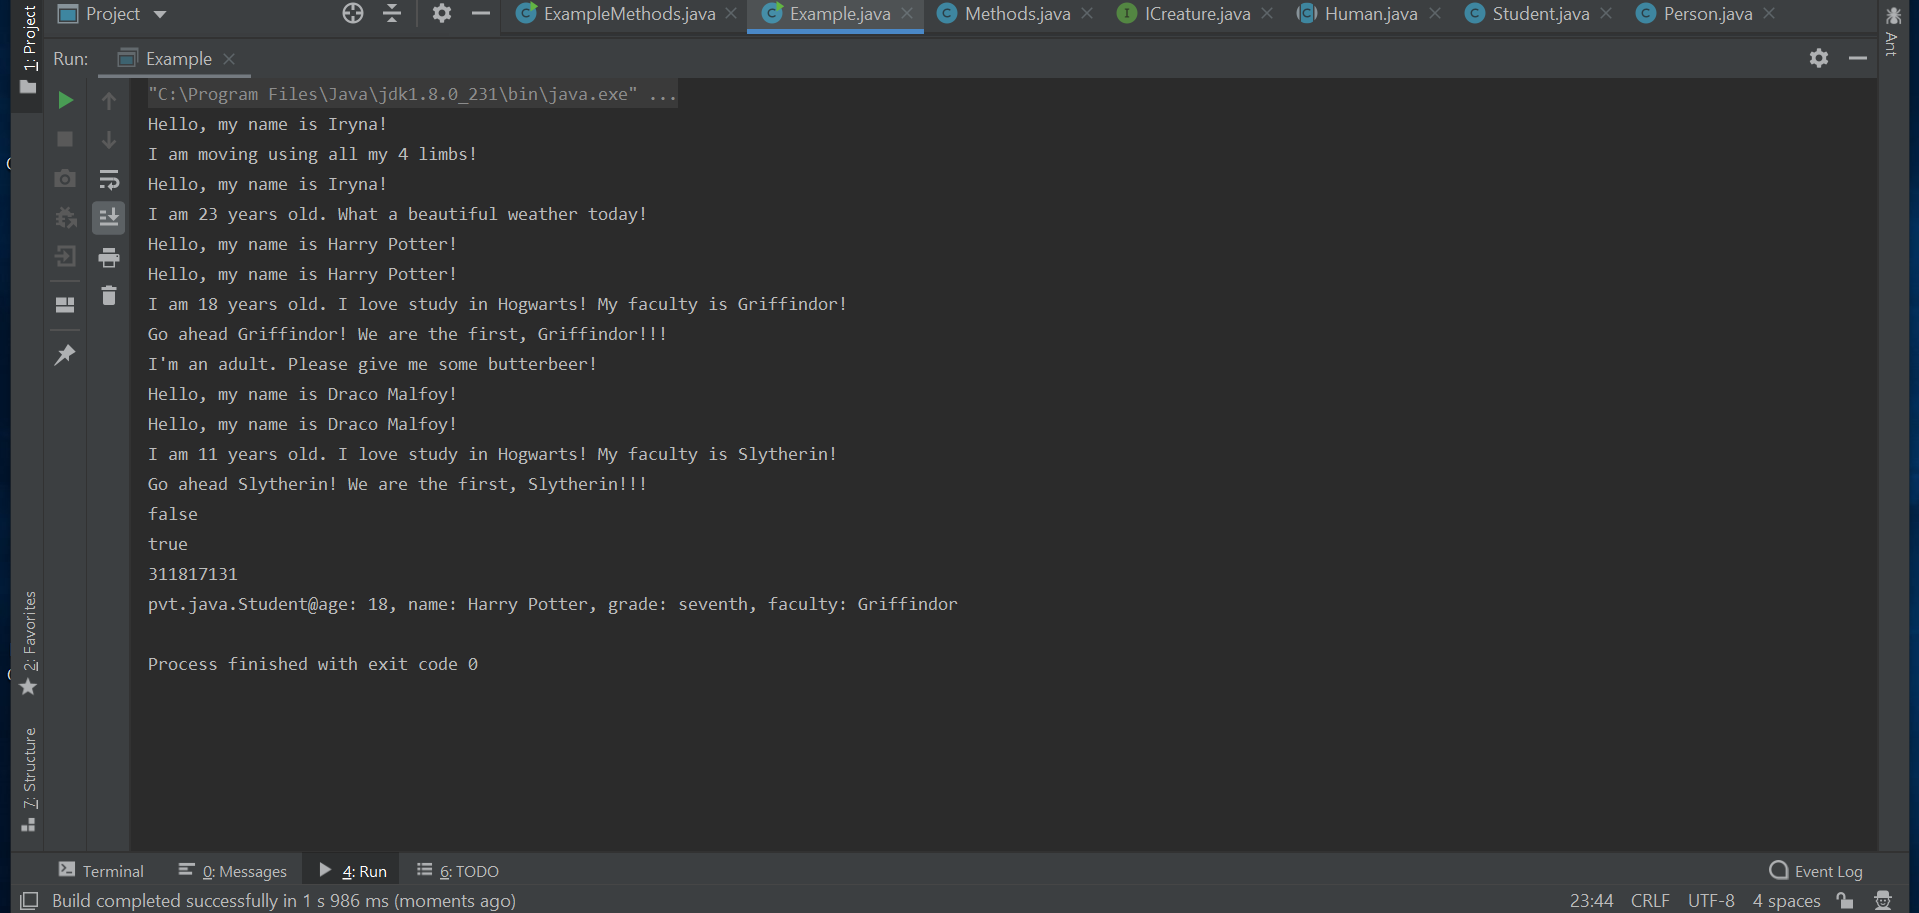 1: Project
Project
ExampleMethods.java
Example.java
Methods.java
ICreature.java
Human.java
Student.java
Person.java
Ant
Run:
Example
"C:\Program Files\Java\jdk1.8.0_231\bin\java.exe" ...
Hello, my name is Iryna!
I am moving using all my 4 limbs!
Hello, my name is Iryna!
I am 23 years old. What a beautiful weather today!
Hello, my name is Harry Potter!
Hello, my name is Harry Potter!
I am 18 years old. I love study in Hogwarts! My faculty is Griffindor!
Go ahead Griffindor! We are the first, Griffindor!!!
I'm an adult. Please give me some butterbeer!
Hello, my name is Draco Malfoy!
Hello, my name is Draco Malfoy!
I am 11 years old. I love study in Hogwarts! My faculty is Slytherin!
Go ahead Slytherin! We are the first, Slytherin!!!
false
true
311817131
pvt.java.Student@age: 18, name: Harry Potter, grade: seventh, faculty: Griffindor
Process finished with exit code 0
2: Favorites
7: Structure
Terminal
0: Messages
4: Run
6: TODO
Event Log
Build completed successfully in 1 s 986 ms (moments ago)
23:44
CRLF
UTF-8
4 spaces